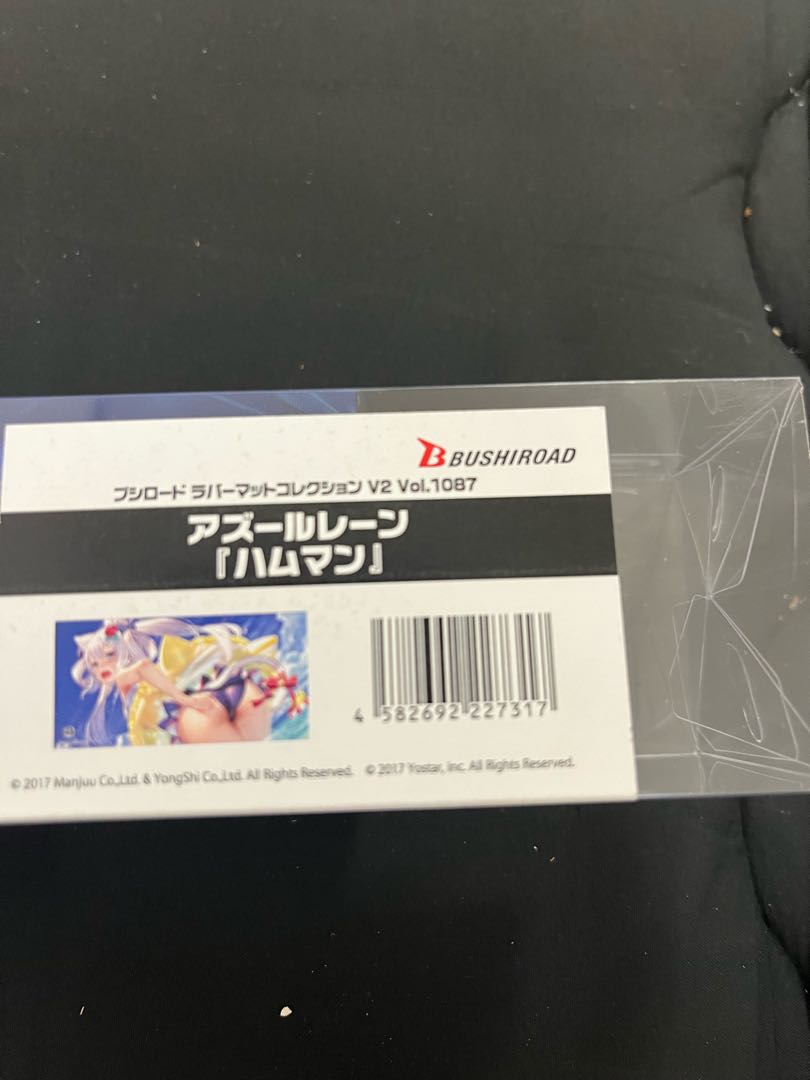 BUSHIROAD
ブシロード ラバーマットコレクション V2 Vol.1087
アズールレーン
『ハムマン』
4 582692 227317
© 2017 Manjuu Co.,Ltd. & YongShi Co.,Ltd. All Rights Reserved. © 2017 Yostar, Inc. All Rights Reserved.